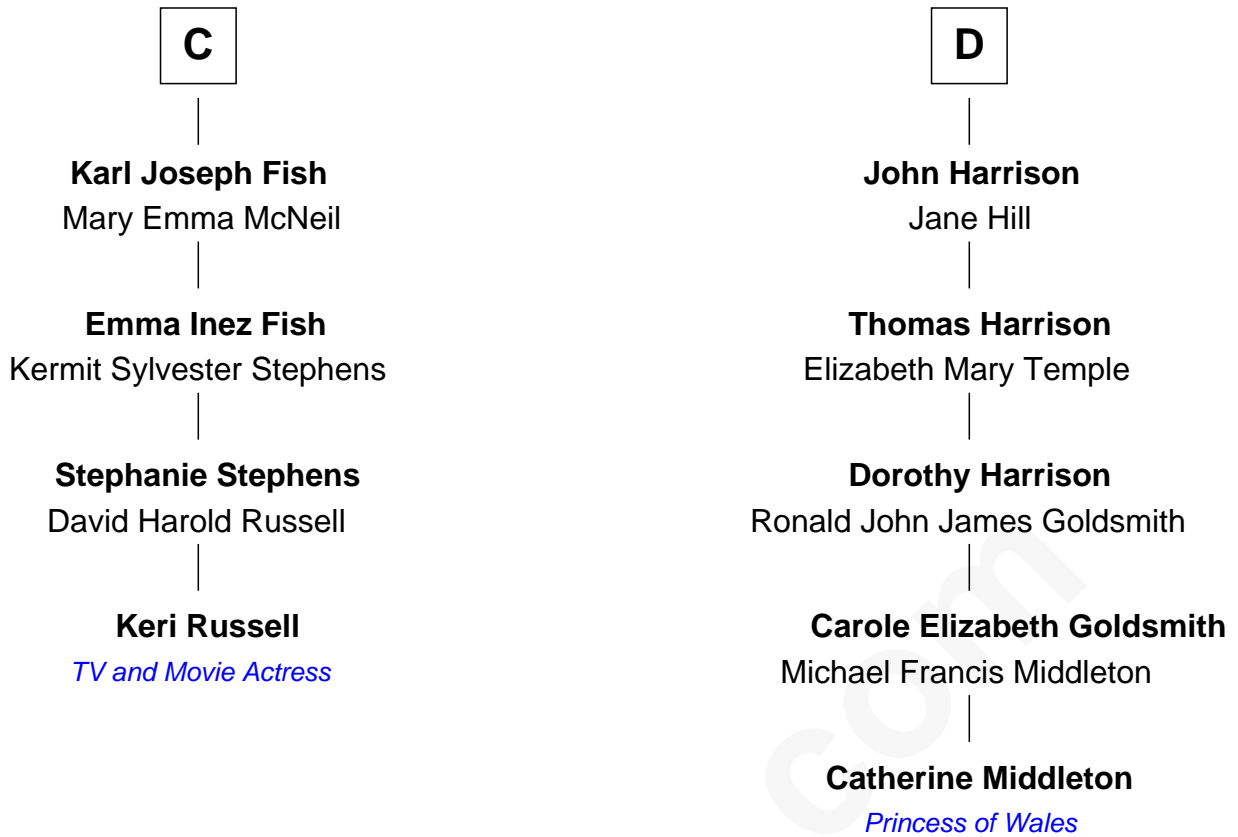 C
Karl Joseph Fish
Mary Emma McNeil
Emma Inez Fish
Kermit Sylvester Stephens
Stephanie Stephens
David Harold Russell
Keri Russell
TV and Movie Actress
D
John Harrison
Jane Hill
Thomas Harrison
Elizabeth Mary Temple
Dorothy Harrison
Ronald John James Goldsmith
Carole Elizabeth Goldsmith
Michael Francis Middleton
Catherine Middleton
Princess of Wales
com